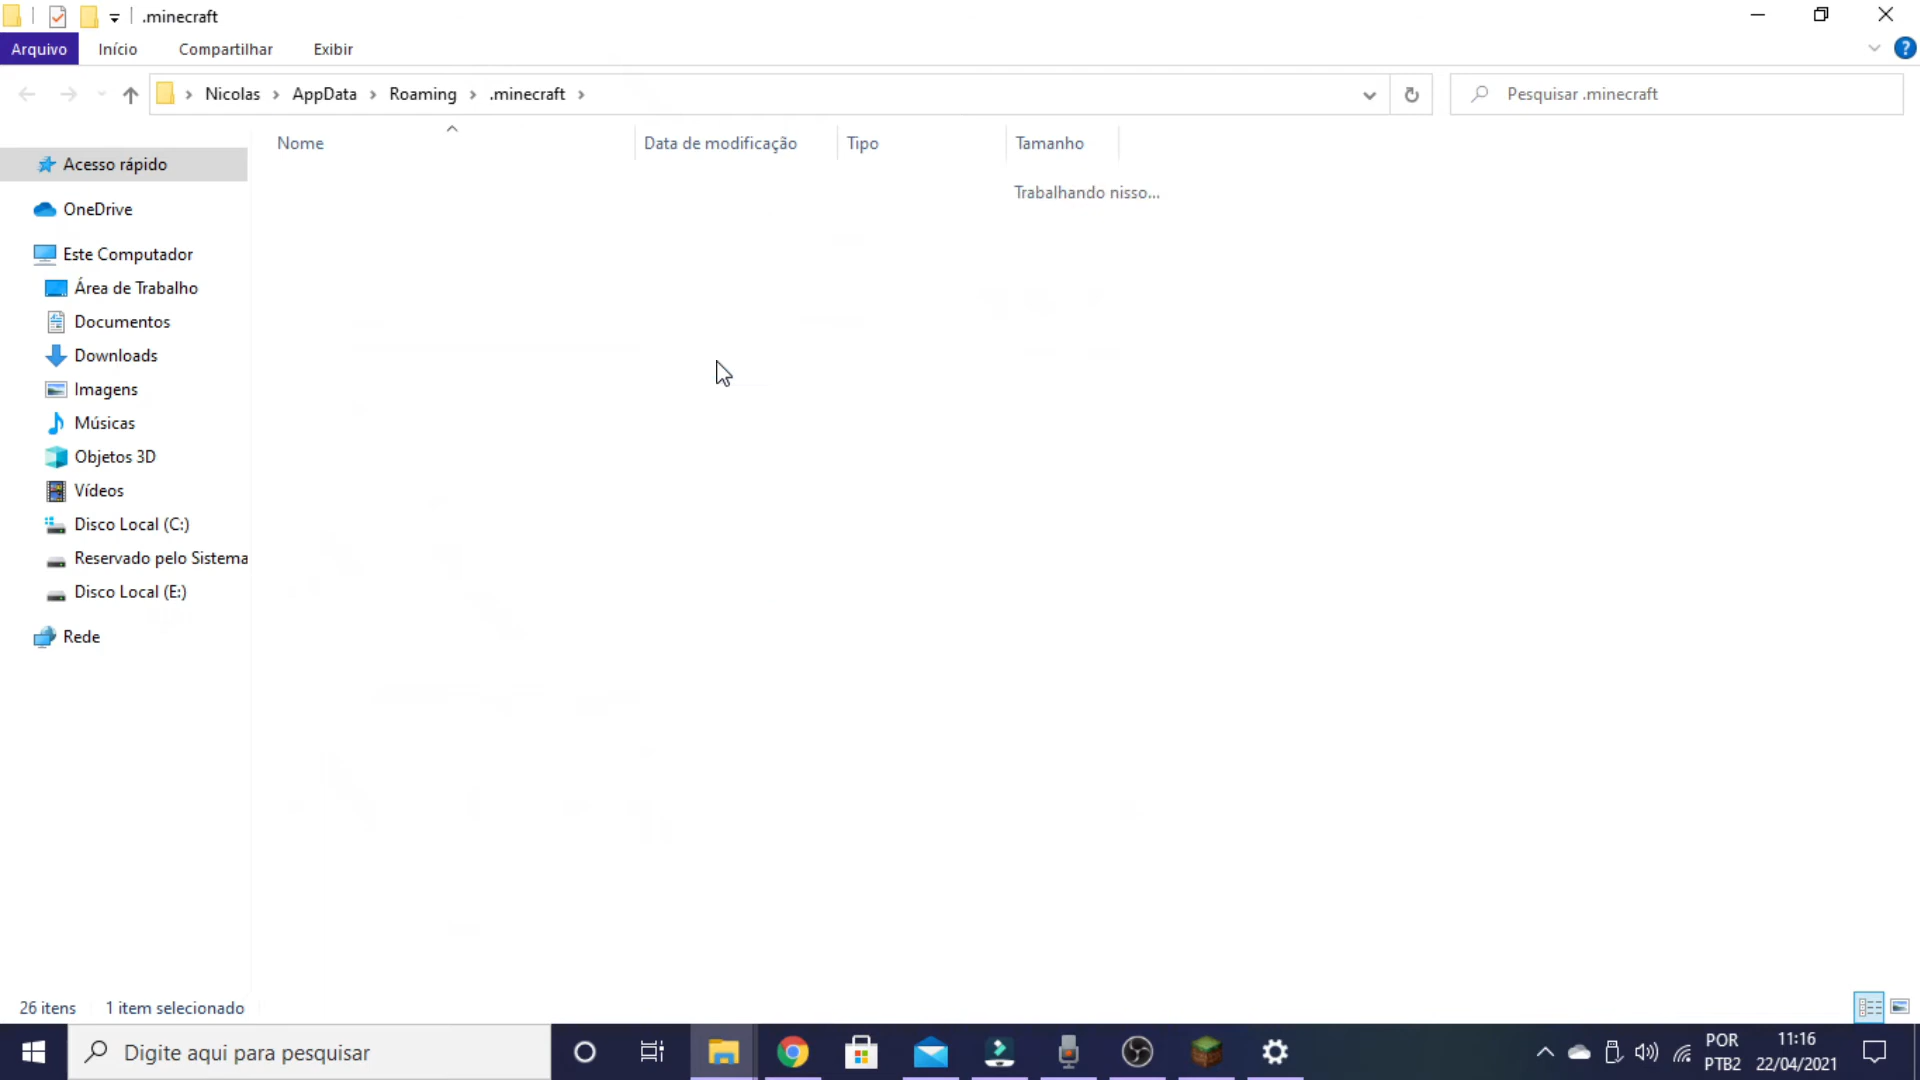 .minecraft
Arquivo Início Compartilhar Exibir
Nicolas AppData Roaming .minecraft
Pesquisar .minecraft
Nome Data de modificação Tipo Tamanho
Trabalhando nisso...
Acesso rápido
OneDrive
Este Computador
Área de Trabalho
Documentos
Downloads
Imagens
Músicas
Objetos 3D
Vídeos
Disco Local (C:)
Reservado pelo Sistema
Disco Local (E:)
Rede
26 itens 1 item selecionado
Digite aqui para pesquisar
POR
PTB2
11:16
22/04/2021